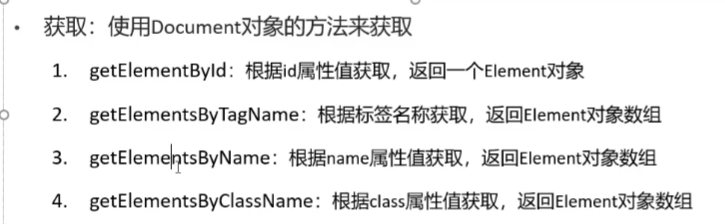 • 获取：使用Document对象的方法来获取
1. getElementById：根据id属性值获取，返回一个Element对象
2. getElementsByTagName：根据标签名称获取，返回Element对象数组
3. getElementsByName：根据name属性值获取，返回Element对象数组
4. getElementsByClassName：根据class属性值获取，返回Element对象数组